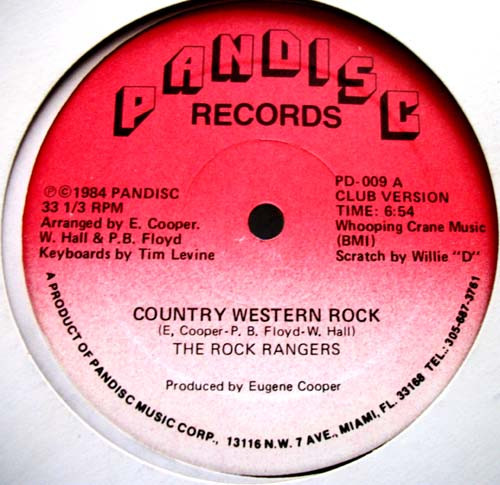 PANDISC
RECORDS
Ⓟ©1984 PANDISC
33 1/3 RPM
Arranged by E. Cooper.
W. Hall & P.B. Floyd
Keyboards by Tim Levine
PD-009 A
CLUB VERSION
TIME: 6:54
Whooping Crane Music
(BMI)
Scratch by Willie "D"
COUNTRY WESTERN ROCK
(E, Cooper-P. B. Floyd-W. Hall)
THE ROCK RANGERS
Produced by Eugene Cooper
A PRODUCT OF PANDISC MUSIC CORP., 13116 N.W. 7 AVE., MIAMI, FL. 33168 TEL.: 305-687-3761